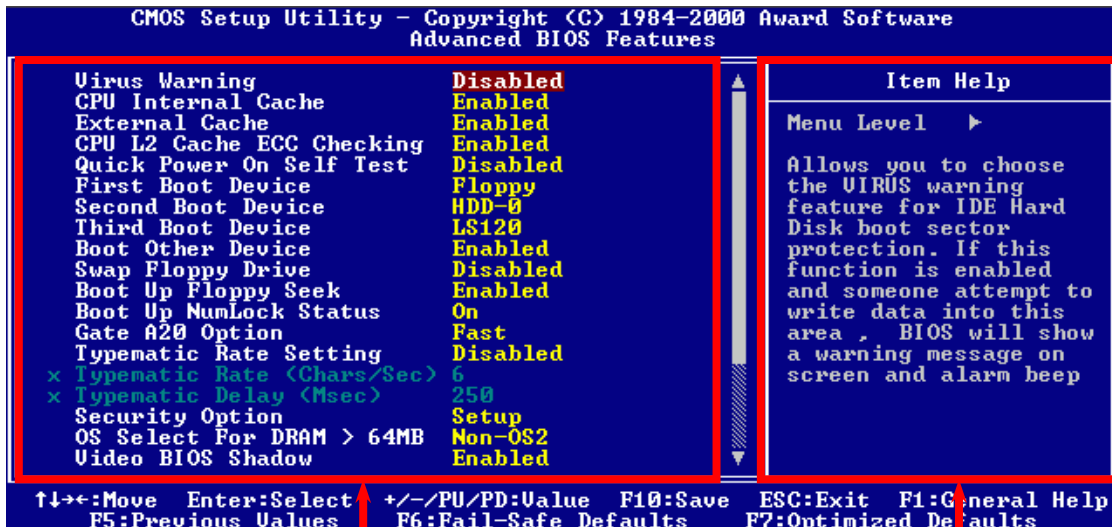 CMOS Setup Utility - Copyright (C) 1984-2000 Award Software
Advanced BIOS Features
Virus Warning Disabled
CPU Internal Cache Enabled
External Cache Enabled
CPU L2 Cache ECC Checking Enabled
Quick Power On Self Test Disabled
First Boot Device Floppy
Second Boot Device HDD-0
Third Boot Device LS120
Boot Other Device Enabled
Swap Floppy Drive Disabled
Boot Up Floppy Seek Enabled
Boot Up NumLock Status On
Gate A20 Option Fast
Typematic Rate Setting Disabled
x Typematic Rate (Chars/Sec) 6
x Typematic Delay (Msec) 250
Security Option Setup
OS Select For DRAM > 64MB Non-OS2
Video BIOS Shadow Enabled
Item Help
Menu Level ▶
Allows you to choose
the VIRUS warning
feature for IDE Hard
Disk boot sector
protection. If this
function is enabled
and someone attempt to
write data into this
area , BIOS will show
a warning message on
screen and alarm beep
↑↓→←:Move Enter:Select +/-/PU/PD:Value F10:Save ESC:Exit F1:General Help
F5:Previous Values F6:Fail-Safe Defaults F7:Optimized Defaults